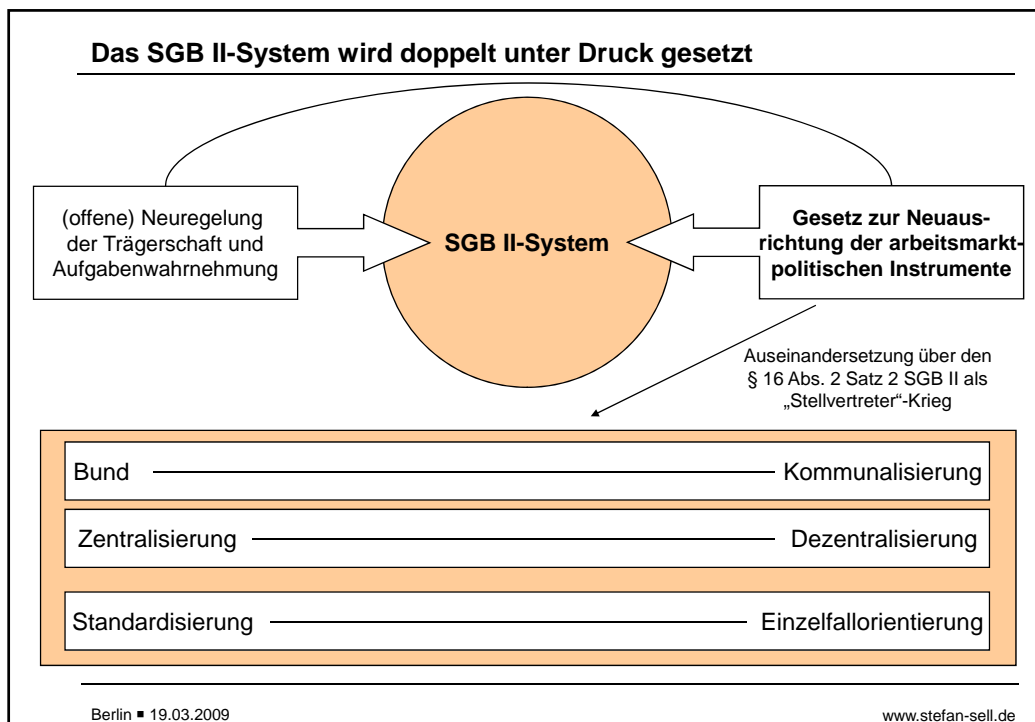 Das SGB II-System wird doppelt unter Druck gesetzt
(offene) Neuregelung
der Trägerschaft und
Aufgabenwahrnehmung
SGB II-System
Gesetz zur Neuaus-
richtung der arbeitsmarkt-
politischen Instrumente
Auseinandersetzung über den
§ 16 Abs. 2 Satz 2 SGB II als
„Stellvertreter“-Krieg
Bund Kommunalisierung
Zentralisierung Dezentralisierung
Standardisierung Einzelfallorientierung
Berlin ▪ 19.03.2009 www.stefan-sell.de